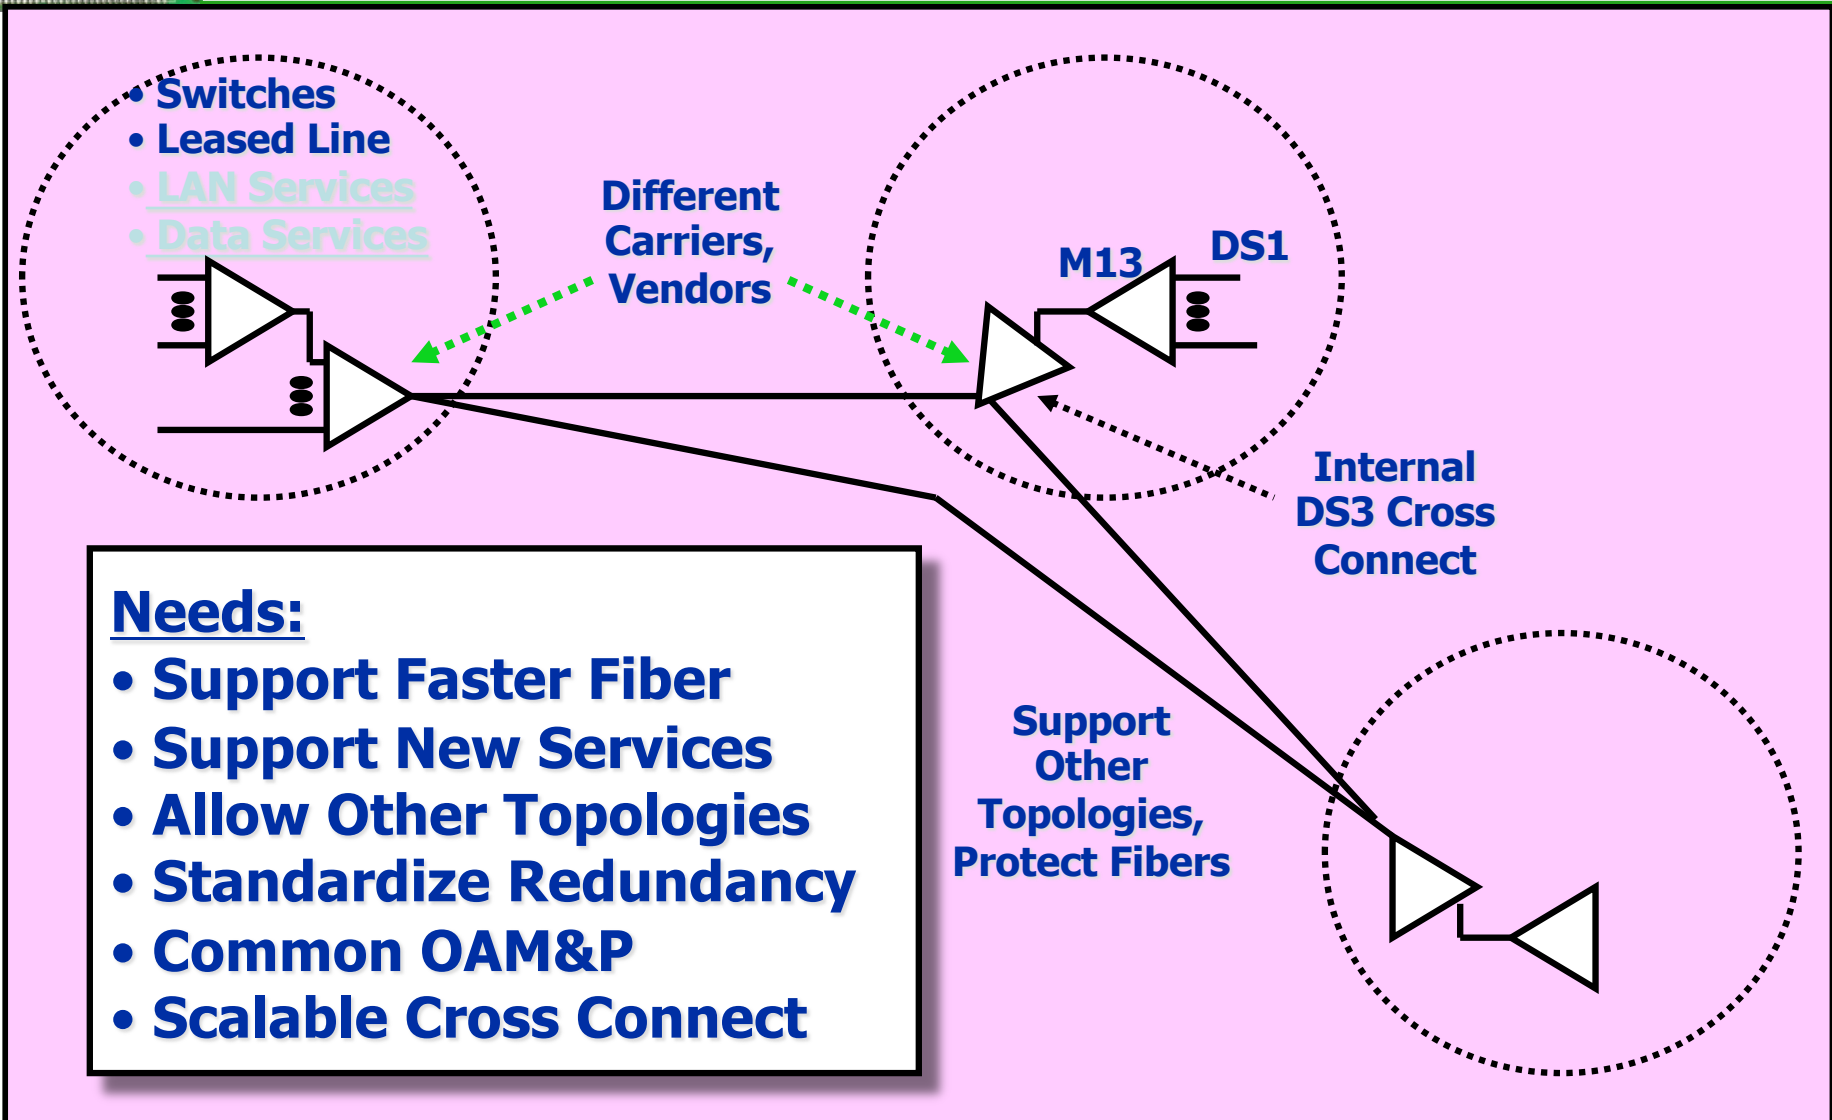 • Switches
• Leased Line
• LAN Services
• Data Services
Different
Carriers,
Vendors
M13
DS1
Internal
DS3 Cross
Connect
Needs:
• Support Faster Fiber
• Support New Services
• Allow Other Topologies
• Standardize Redundancy
• Common OAM&P
• Scalable Cross Connect
Support
Other
Topologies,
Protect Fibers